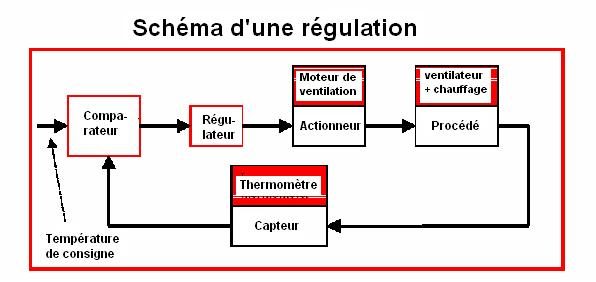 Schéma d'une régulation
Moteur de
ventilation
ventilateur
+ chauffage
Compa-
rateur
Régu-
lateur
Actionneur
Procédé
Thermomètre
Capteur
Température
de consigne